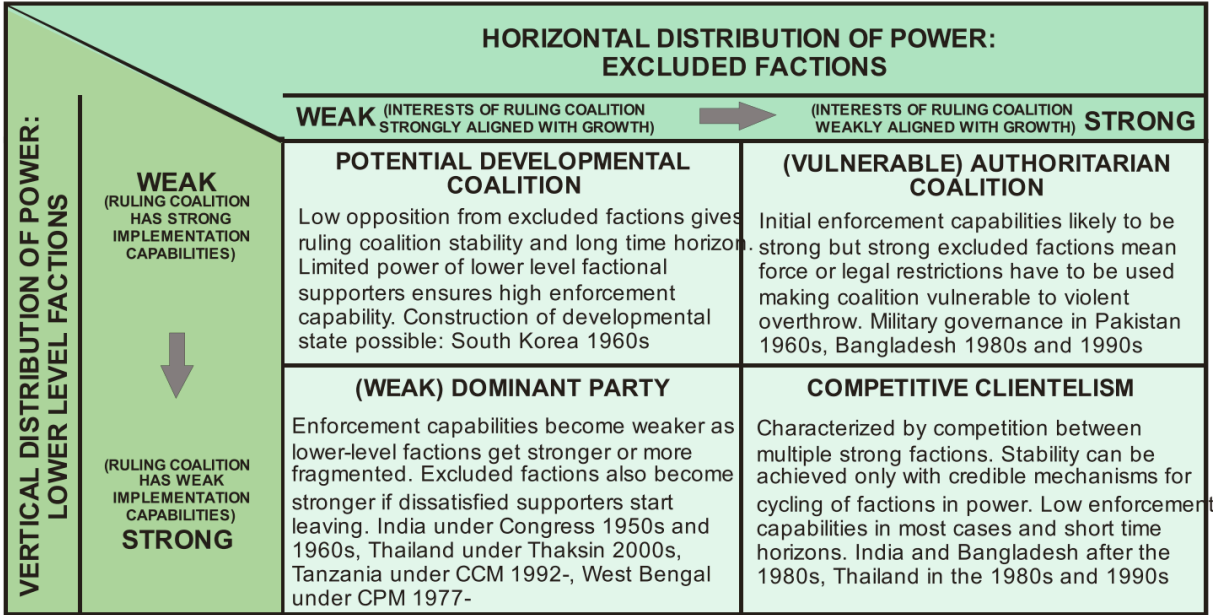 HORIZONTAL DISTRIBUTION OF POWER:
EXCLUDED FACTIONS
WEAK (INTERESTS OF RULING COALITION
STRONGLY ALIGNED WITH GROWTH)
(INTERESTS OF RULING COALITION
WEAKLY ALIGNED WITH GROWTH) STRONG
VERTICAL DISTRIBUTION OF POWER:
LOWER LEVEL FACTIONS
WEAK
(RULING COALITION
HAS STRONG
IMPLEMENTATION
CAPABILITIES)
(RULING COALITION
HAS WEAK
IMPLEMENTATION
CAPABILITIES)
STRONG
POTENTIAL DEVELOPMENTAL
COALITION
Low opposition from excluded factions gives
ruling coalition stability and long time horizon.
Limited power of lower level factional
supporters ensures high enforcement
capability. Construction of developmental
state possible: South Korea 1960s
(VULNERABLE) AUTHORITARIAN
COALITION
Initial enforcement capabilities likely to be
strong but strong excluded factions mean
force or legal restrictions have to be used
making coalition vulnerable to violent
overthrow. Military governance in Pakistan
1960s, Bangladesh 1980s and 1990s
(WEAK) DOMINANT PARTY
Enforcement capabilities become weaker as
lower-level factions get stronger or more
fragmented. Excluded factions also become
stronger if dissatisfied supporters start
leaving. India under Congress 1950s and
1960s, Thailand under Thaksin 2000s,
Tanzania under CCM 1992-, West Bengal
under CPM 1977-
COMPETITIVE CLIENTELISM
Characterized by competition between
multiple strong factions. Stability can be
achieved only with credible mechanisms for
cycling of factions in power. Low enforcement
capabilities in most cases and short time
horizons. India and Bangladesh after the
1980s, Thailand in the 1980s and 1990s